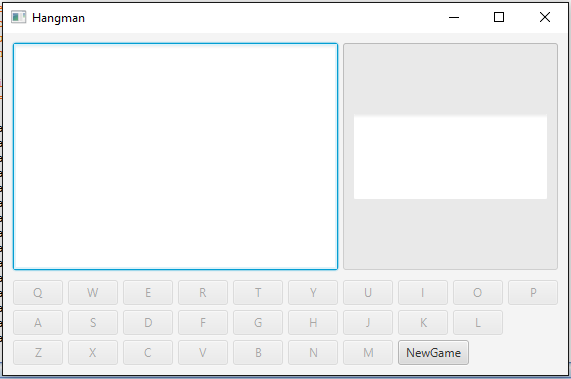 Hangman
Q W E R T Y U I O P
A S D F G H J K L
Z X C V B N M NewGame